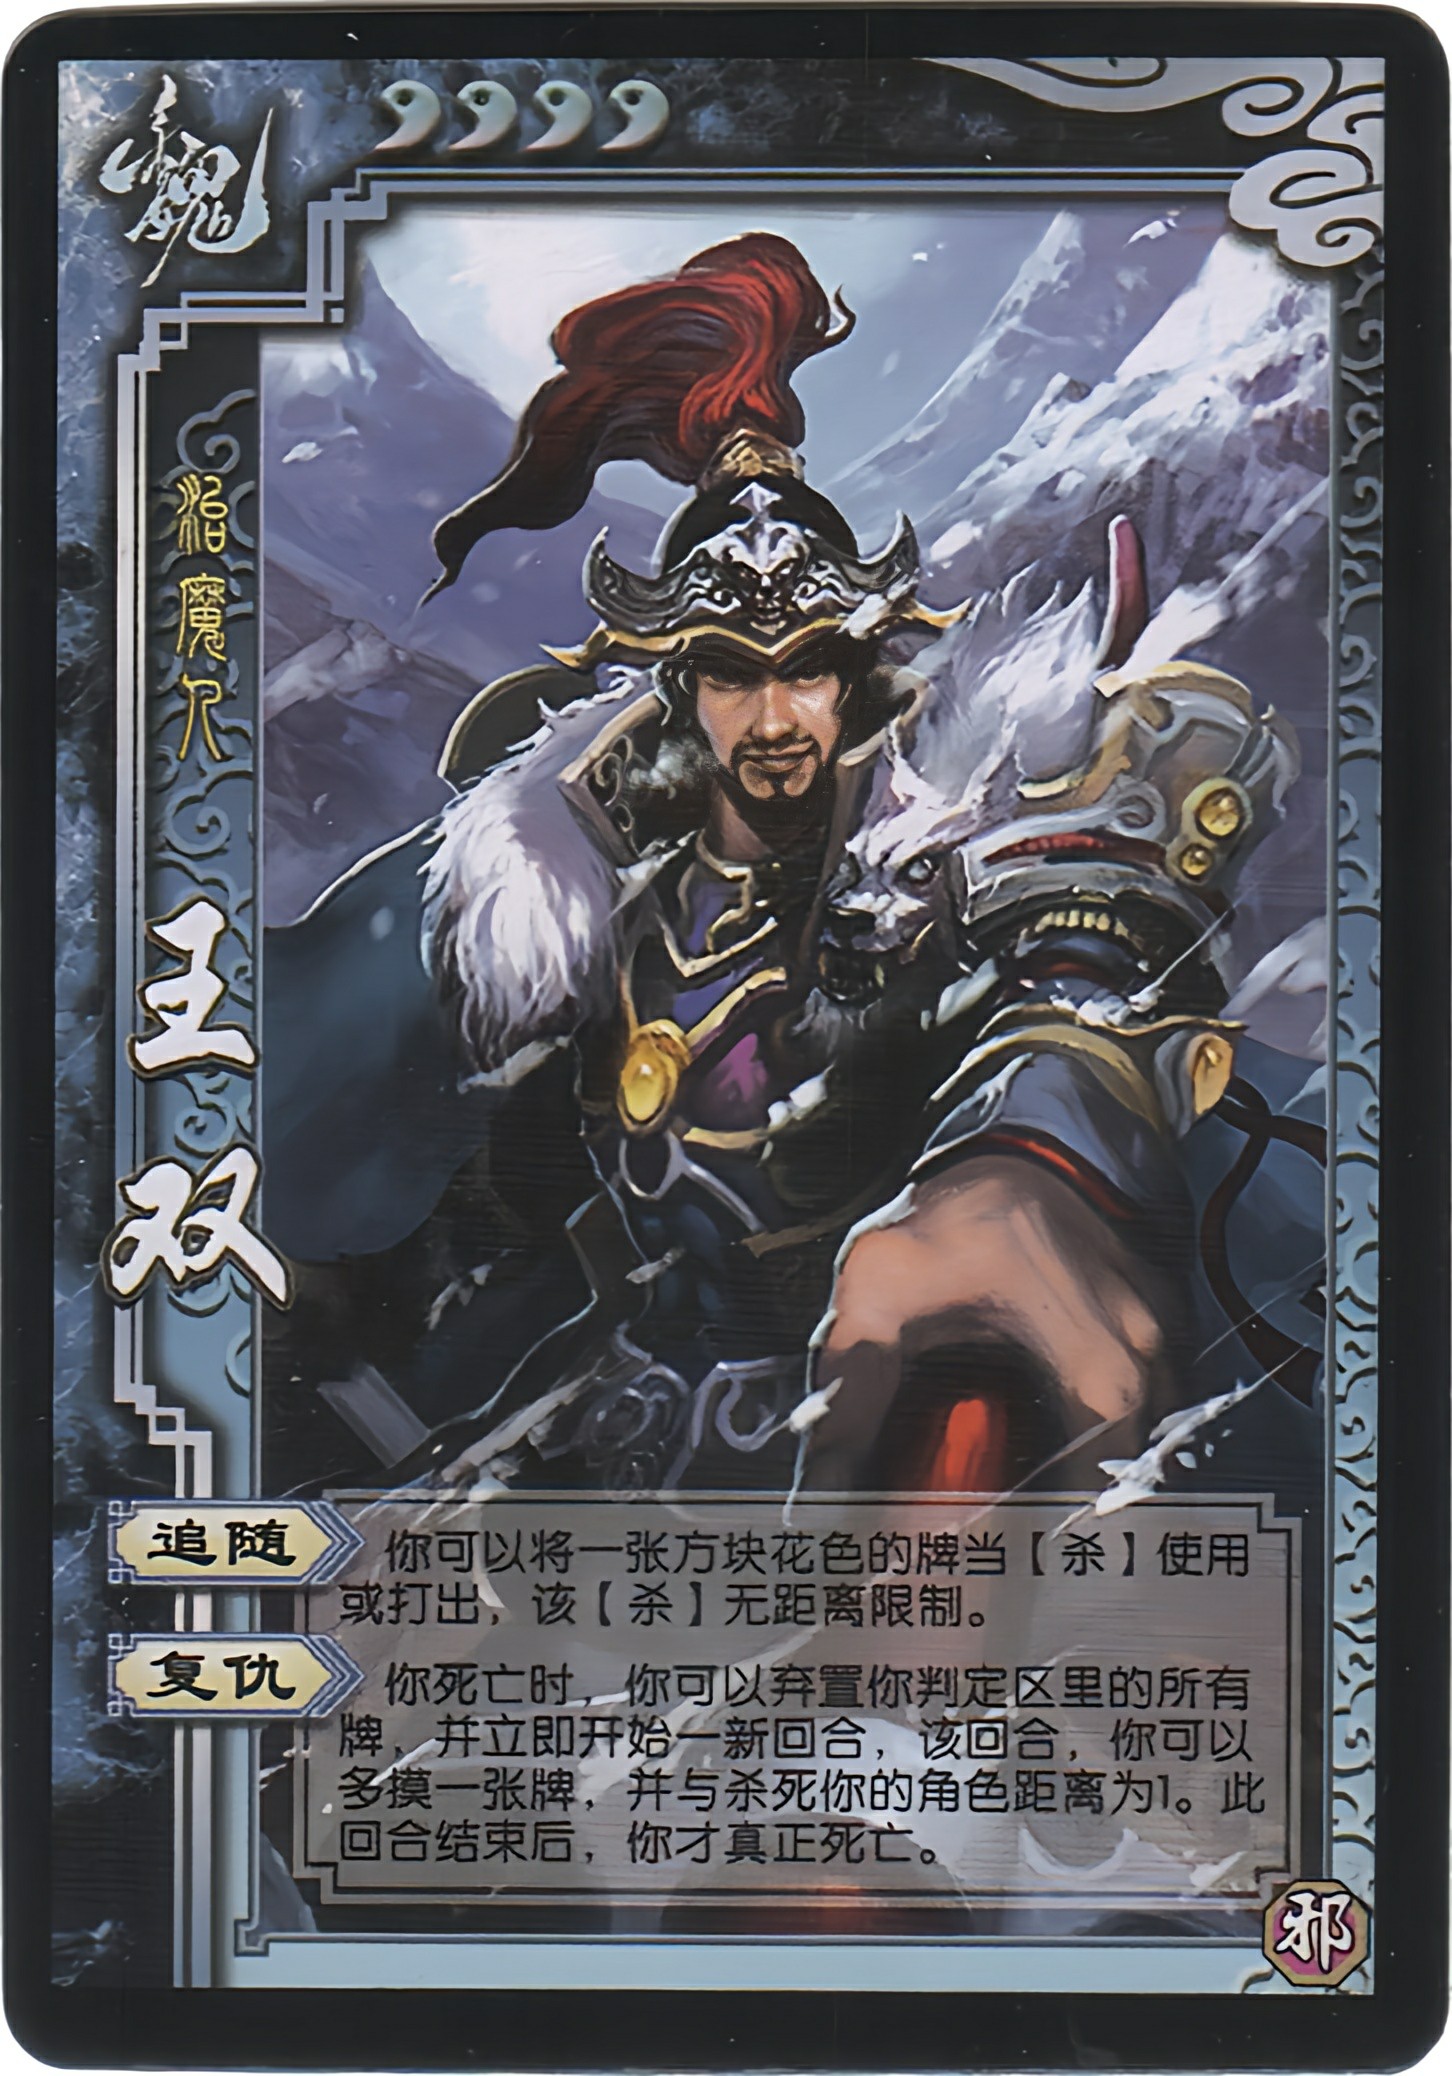 魏
治魔人
王双
追随
你可以将一张方块花色的牌当【杀】使用
或打出，该【杀】无距离限制。
复仇
你死亡时，你可以弃置你判定区里的所有
牌，并立即开始一新回合，该回合，你可以
多摸一张牌，并与杀死你的角色距离为1。此
回合结束后，你才真正死亡。
邪